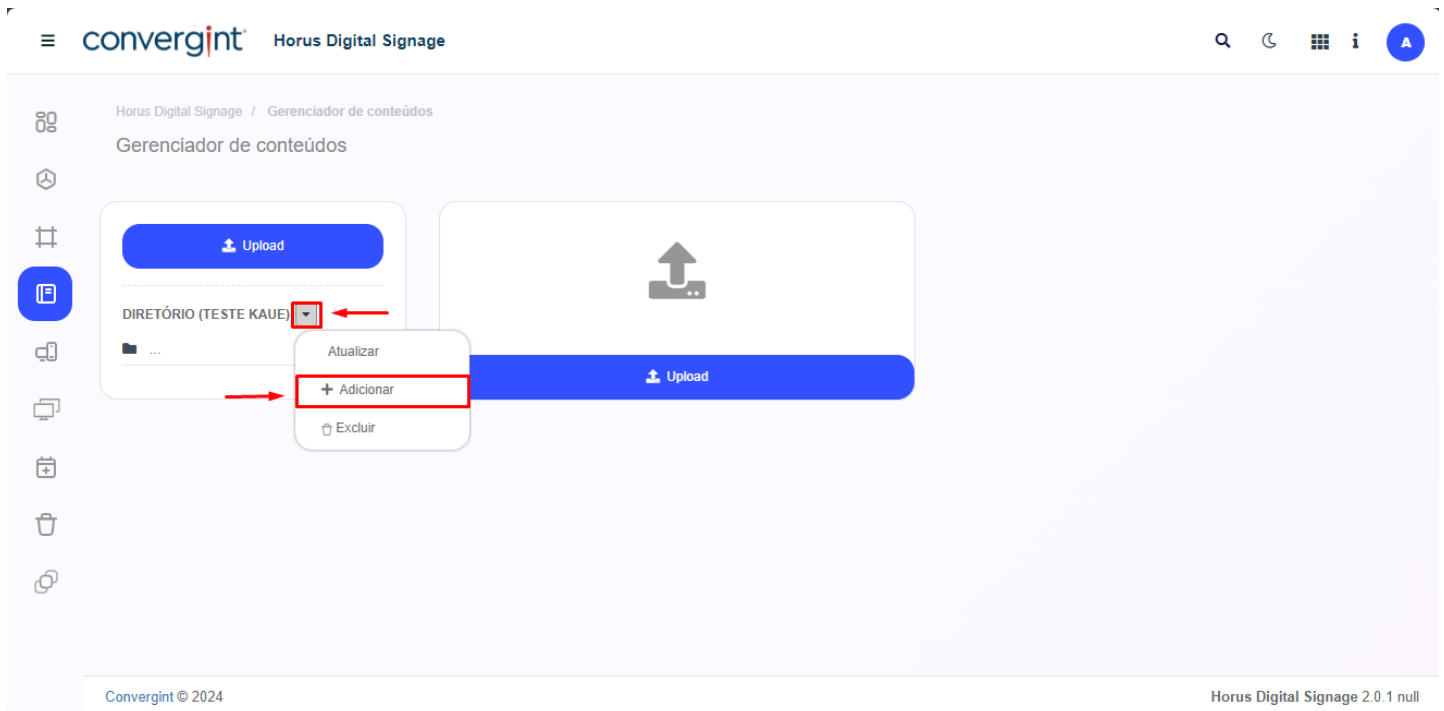 convergint Horus Digital Signage
A
Horus Digital Signage / Gerenciador de conteúdos
Gerenciador de conteúdos
Upload
DIRETÓRIO (TESTE KAUE)
...
Atualizar
+ Adicionar
Excluir
Upload
Convergint © 2024
Horus Digital Signage 2.0.1 null